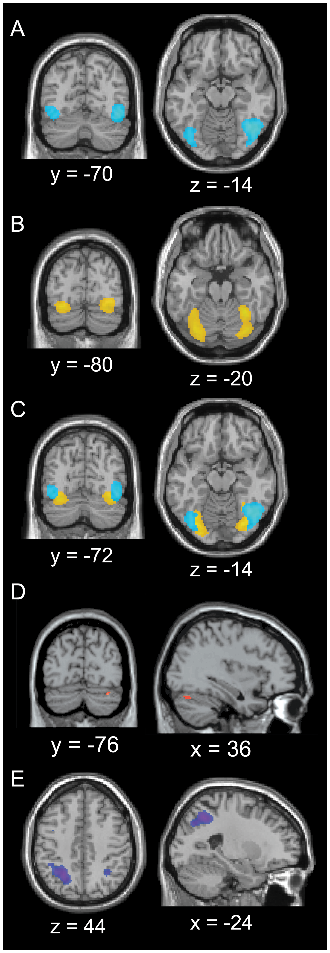 A
y = -70
z = -14
B
y = -80
z = -20
C
y = -72
z = -14
D
y = -76
x = 36
E
z = 44
x = -24